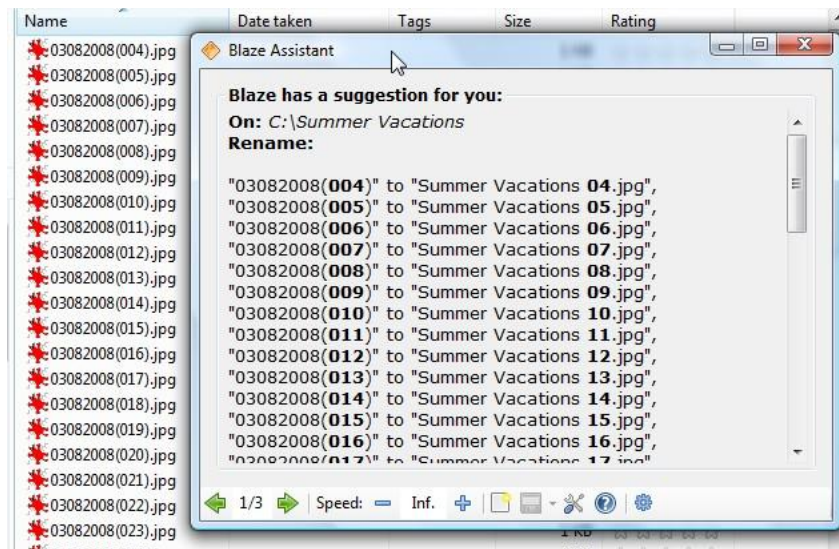 Name Date taken Tags Size Rating
03082008(004).jpg
03082008(005).jpg
03082008(006).jpg
03082008(007).jpg
03082008(008).jpg
03082008(009).jpg
03082008(010).jpg
03082008(011).jpg
03082008(012).jpg
03082008(013).jpg
03082008(014).jpg
03082008(015).jpg
03082008(016).jpg
03082008(017).jpg
03082008(018).jpg
03082008(019).jpg
03082008(020).jpg
03082008(021).jpg
03082008(022).jpg
03082008(023).jpg
Blaze Assistant
Blaze has a suggestion for you:
On: C:\Summer Vacations
Rename:
"03082008(004)" to "Summer Vacations 04.jpg",
"03082008(005)" to "Summer Vacations 05.jpg",
"03082008(006)" to "Summer Vacations 06.jpg",
"03082008(007)" to "Summer Vacations 07.jpg",
"03082008(008)" to "Summer Vacations 08.jpg",
"03082008(009)" to "Summer Vacations 09.jpg",
"03082008(010)" to "Summer Vacations 10.jpg",
"03082008(011)" to "Summer Vacations 11.jpg",
"03082008(012)" to "Summer Vacations 12.jpg",
"03082008(013)" to "Summer Vacations 13.jpg",
"03082008(014)" to "Summer Vacations 14.jpg",
"03082008(015)" to "Summer Vacations 15.jpg",
"03082008(016)" to "Summer Vacations 16.jpg",
"03082008(017)" to "Summer Vacations 17.jpg"
1/3 Speed: Inf.
1 KB